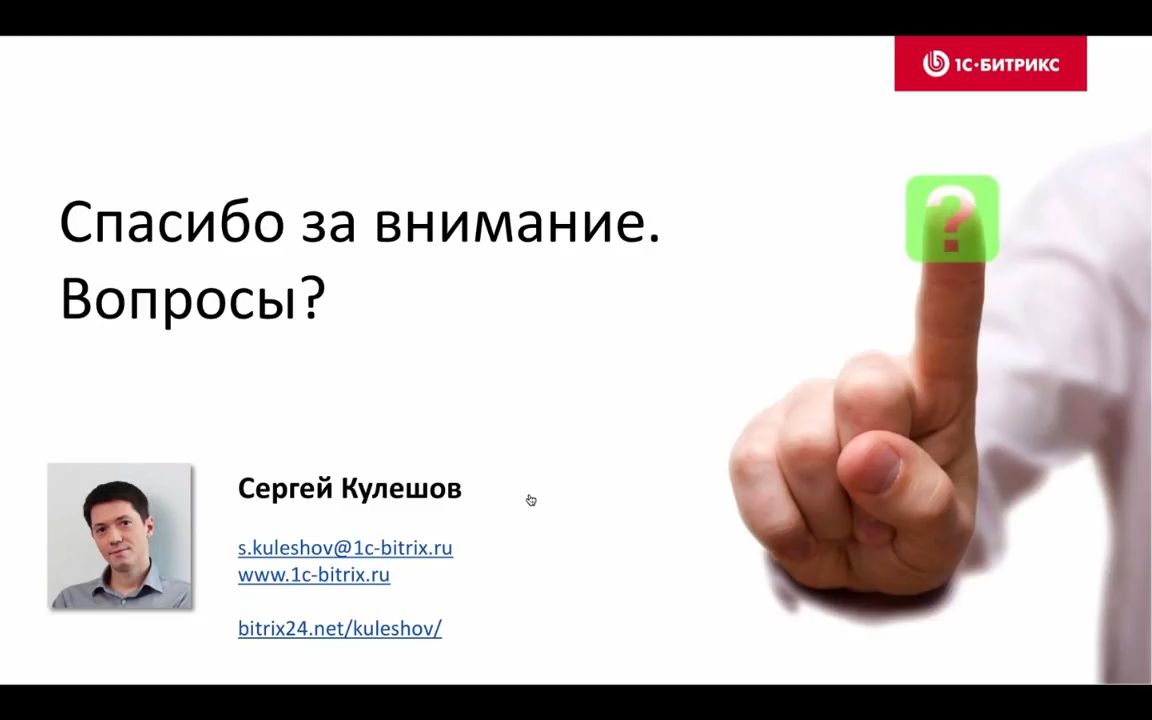 1С•БИТРИКС
?
Спасибо за внимание.
Вопросы?
Сергей Кулешов
s.kuleshov@1c-bitrix.ru
www.1c-bitrix.ru
bitrix24.net/kuleshov/